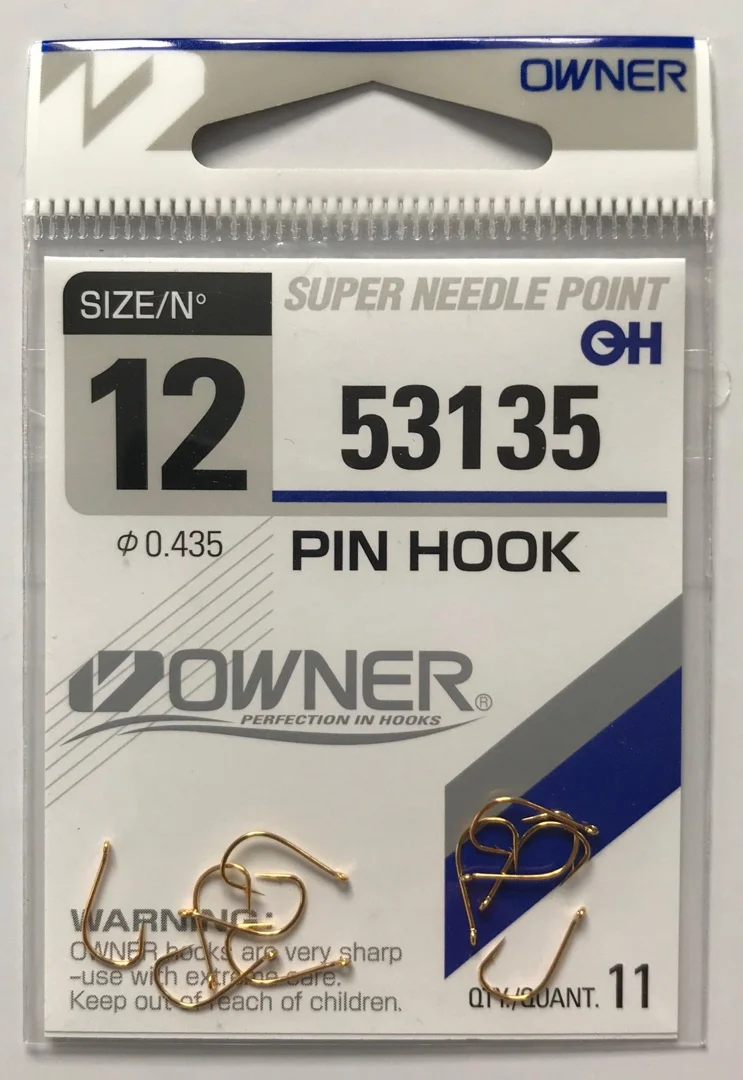 OWNER
SIZE/Nº
SUPER NEEDLE POINT
12
53135
Φ 0.435
PIN HOOK
OWNER®
PERFECTION IN HOOKS
WARNING:
OWNER hooks are very sharp
–use with extreme care.
Keep out of reach of children.
QTY./QUANT. 11